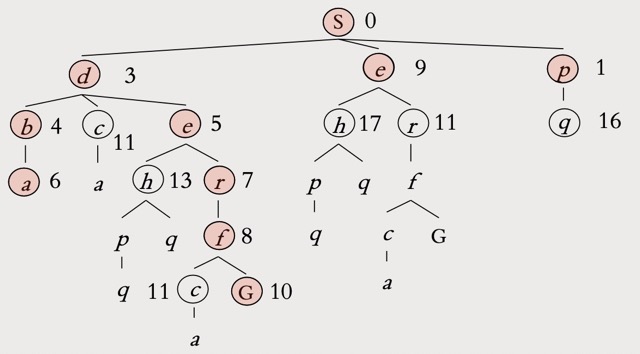 S 0
d 3 e 9 p 1
b 4 c 11 e 5 h 17 r 11 q 16
a 6 a h 13 r 7 p q f
p q f 8 q c G
q 11 c G 10 a
a